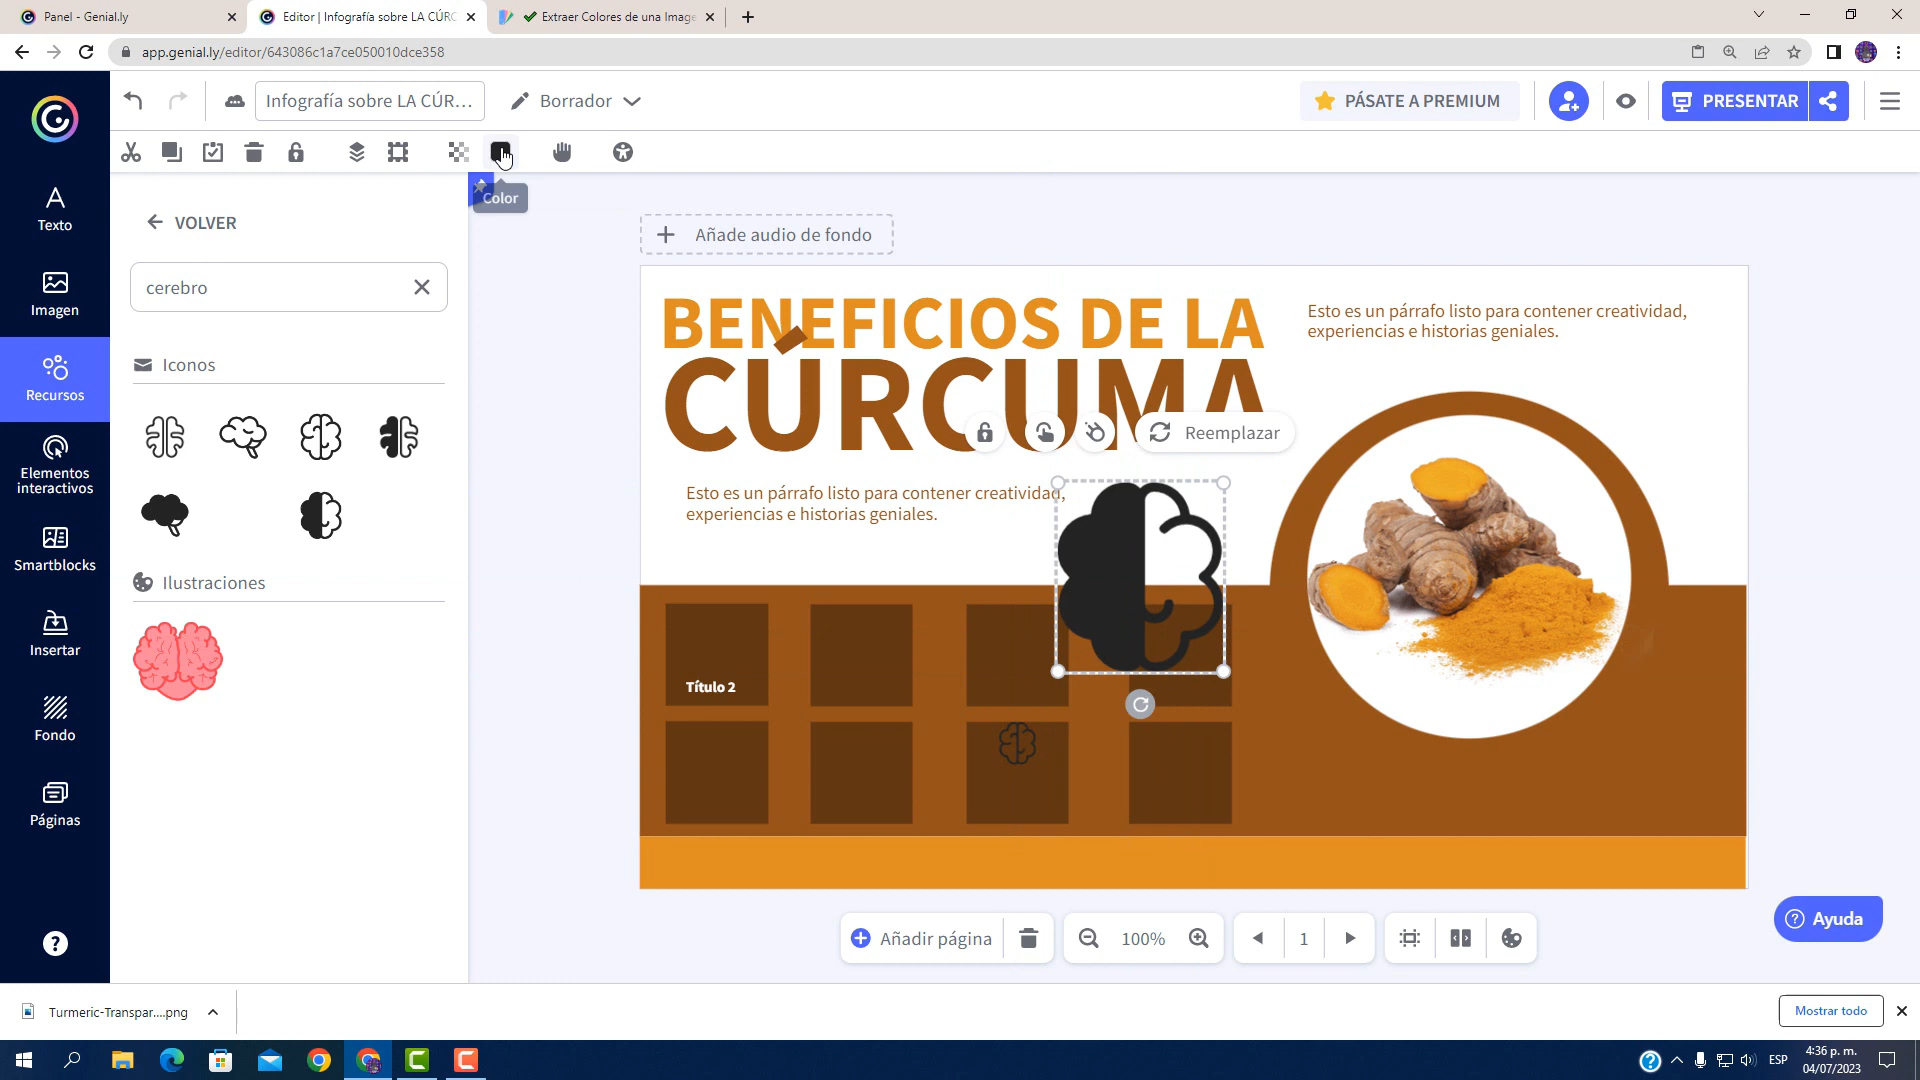 Panel - Genial.ly
Editor | Infografía sobre LA CÚRC
Extraer Colores de una Image
app.genial.ly/editor/643086c1a7ce050010dce358
Infografía sobre LA CÚR...
Borrador
PÁSATE A PREMIUM
PRESENTAR
Color
Texto
Imagen
Recursos
Elementos
interactivos
Smartblocks
Insertar
Fondo
Páginas
VOLVER
cerebro
Iconos
Ilustraciones
Añade audio de fondo
BENEFICIOS DE LA
CÚRCUMA
Esto es un párrafo listo para contener creatividad,
experiencias e historias geniales.
Reemplazar
Esto es un párrafo listo para contener creatividad,
experiencias e historias geniales.
Título 2
Añadir página
100%
1
Ayuda
Turmeric-Transpar....png
Mostrar todo
ESP
4:36 p. m.
04/07/2023